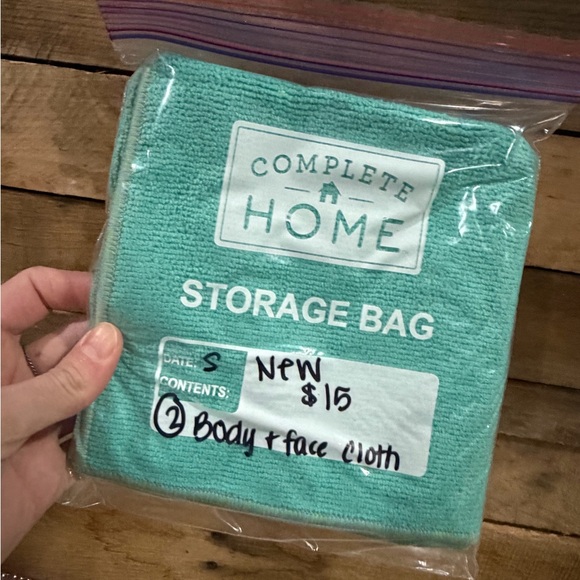 COMPLETE
HOME
STORAGE BAG
DATE: S New
CONTENTS: $15
② Body + face cloth